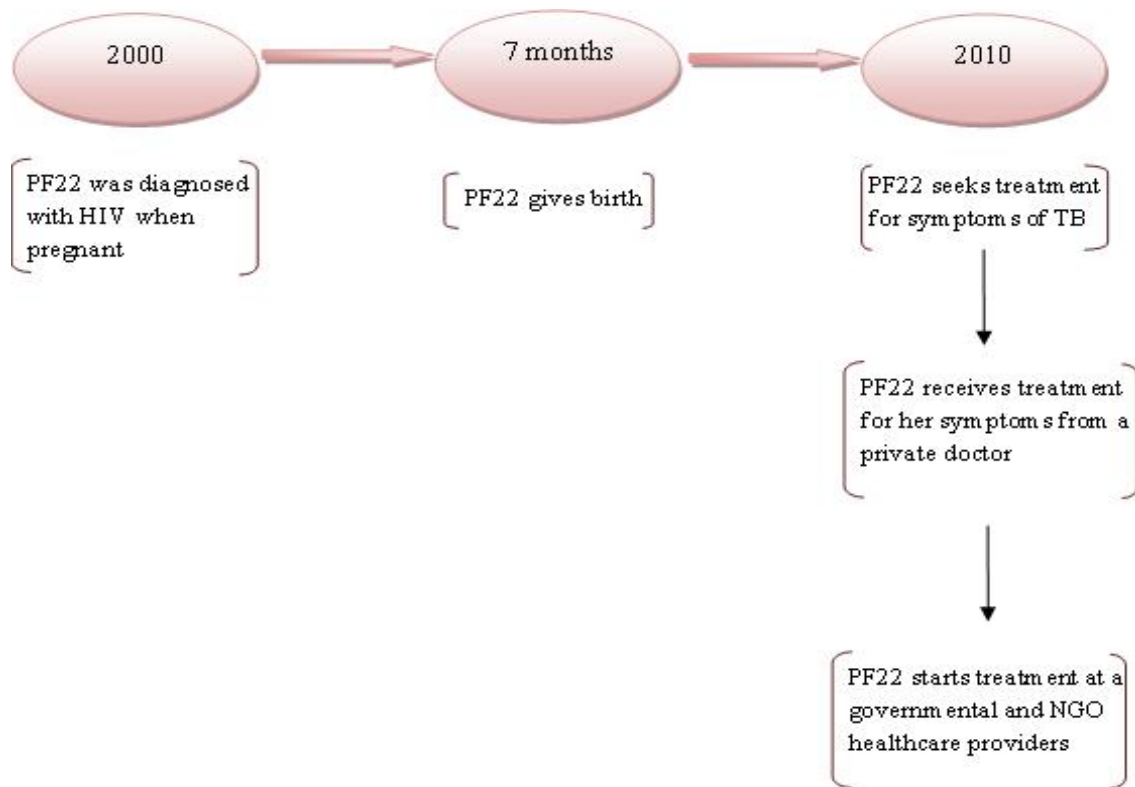 2000
7 months
2010
PF22 was diagnosed
with HIV when
pregnant
PF22 gives birth
PF22 seeks treatment
for symptoms of TB
PF22 receives treatment
for her symptoms from a
private doctor
PF22 starts treatment at a
governmental and NGO
healthcare providers